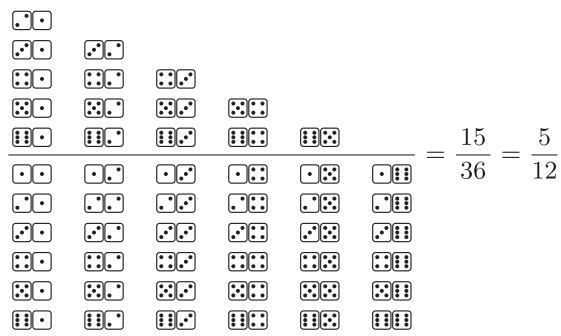 = 15/36 = 5/12